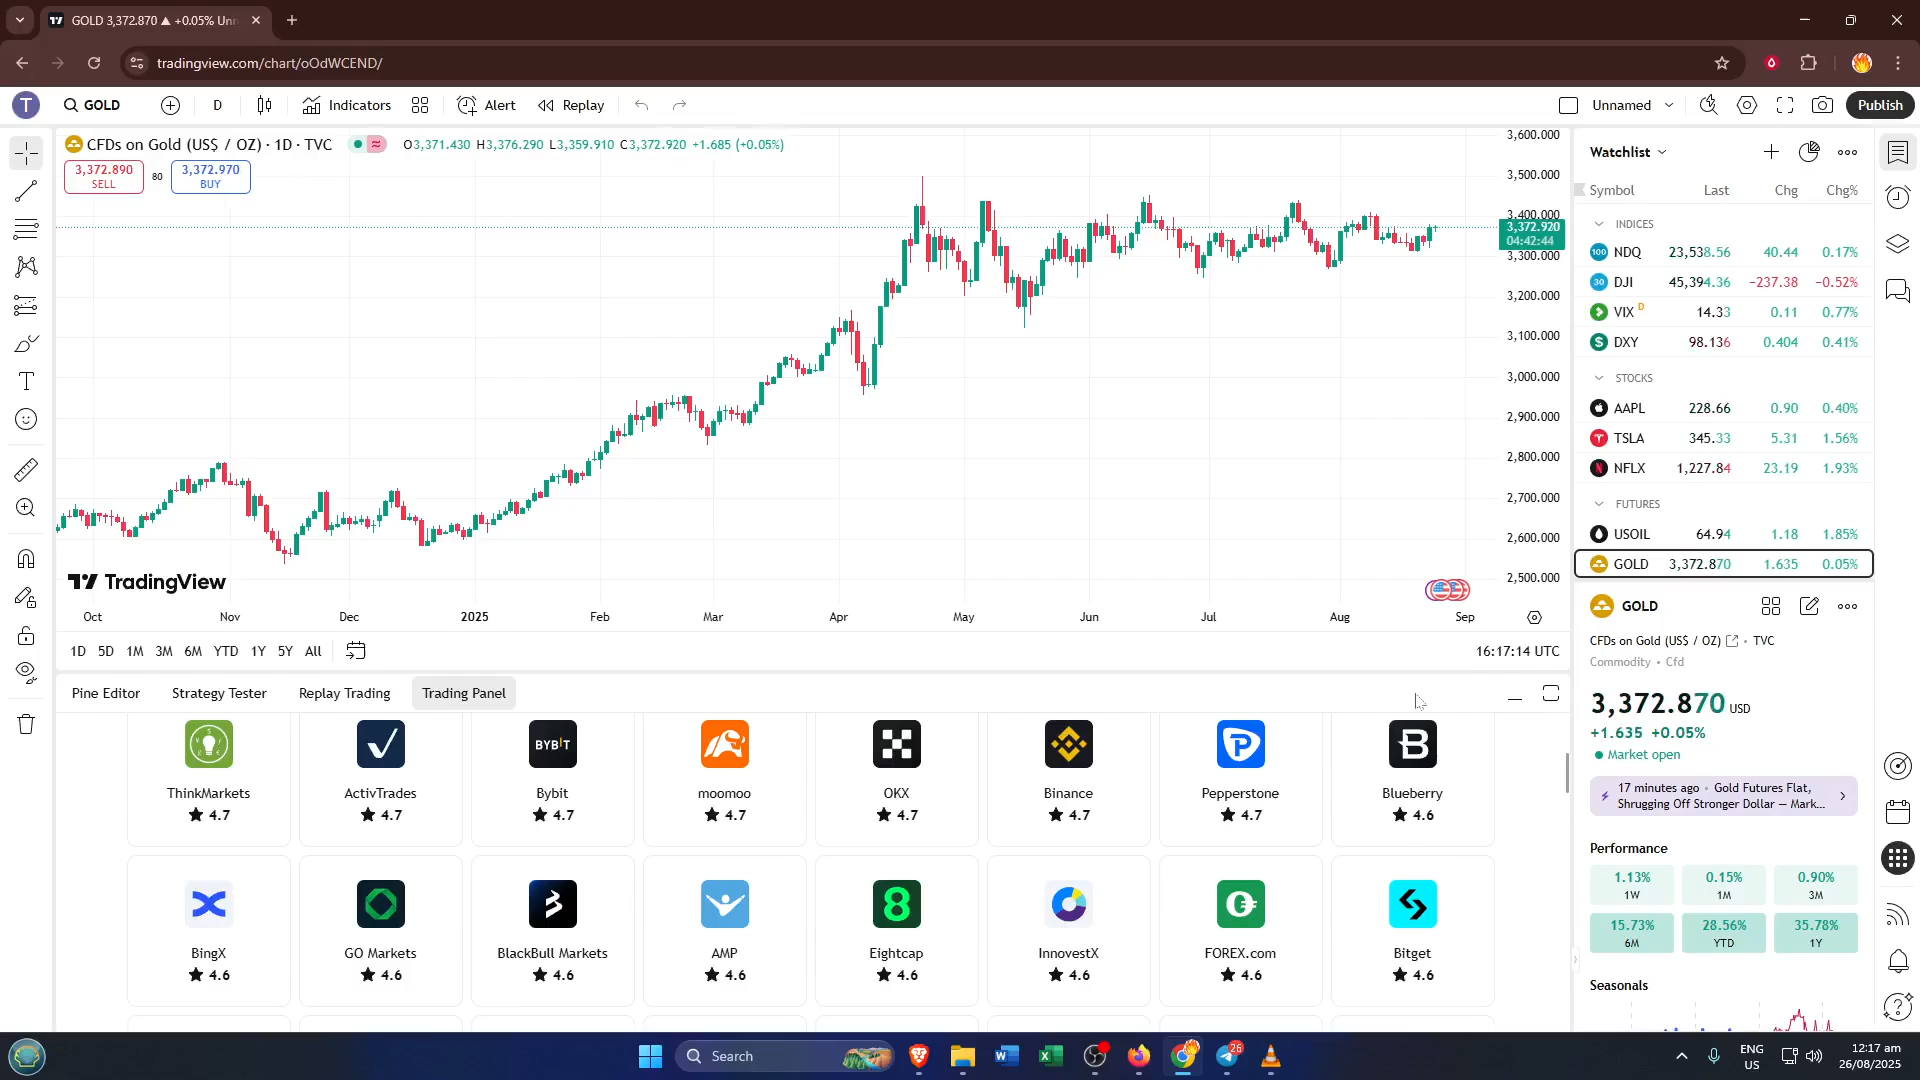 GOLD 3,372.870 ▲ +0.05% Unn
tradingview.com/chart/oOdWCEND/
T
GOLD
D
Indicators
Alert
Replay
Unnamed
Publish
CFDs on Gold (US$ / OZ) · 1D · TVC
O3,371.430 H3,376.290 L3,359.910 C3,372.920 +1.685 (+0.05%)
3,372.890
SELL
80
3,372.970
BUY
3,600.000
3,500.000
3,400.000
3,372.920
04:42:44
3,300.000
3,200.000
3,100.000
3,000.000
2,900.000
2,800.000
2,700.000
2,600.000
2,500.000
TradingView
Oct Nov Dec 2025 Feb Mar Apr May Jun Jul Aug Sep
1D 5D 1M 3M 6M YTD 1Y 5Y All
16:17:14 UTC
Pine Editor Strategy Tester Replay Trading Trading Panel
BYBIT
ThinkMarkets ActivTrades Bybit moomoo OKX Binance Pepperstone Blueberry
4.7 4.7 4.7 4.7 4.7 4.7 4.7 4.6
BingX GO Markets BlackBull Markets AMP Eightcap InnovestX FOREX.com Bitget
4.6 4.6 4.6 4.6 4.6 4.6 4.6 4.6
Watchlist
Symbol Last Chg Chg%
INDICES
100 NDQ 23,538.56 40.44 0.17%
30 DJI 45,394.36 −237.38 −0.52%
VIX D 14.33 0.11 0.77%
$ DXY 98.136 0.404 0.41%
STOCKS
AAPL 228.66 0.90 0.40%
TSLA 345.33 5.31 1.56%
NFLX 1,227.84 23.19 1.93%
FUTURES
USOIL 64.94 1.18 1.85%
GOLD 3,372.870 1.635 0.05%
GOLD
CFDs on Gold (US$ / OZ) • TVC
Commodity • Cfd
3,372.870 USD
+1.635 +0.05%
Market open
17 minutes ago • Gold Futures Flat,
Shrugging Off Stronger Dollar — Mark...
Performance
1.13% 0.15% 0.90%
1W 1M 3M
15.73% 28.56% 35.78%
6M YTD 1Y
Seasonals
Search
26
ENG
US
12:17 am
26/08/2025